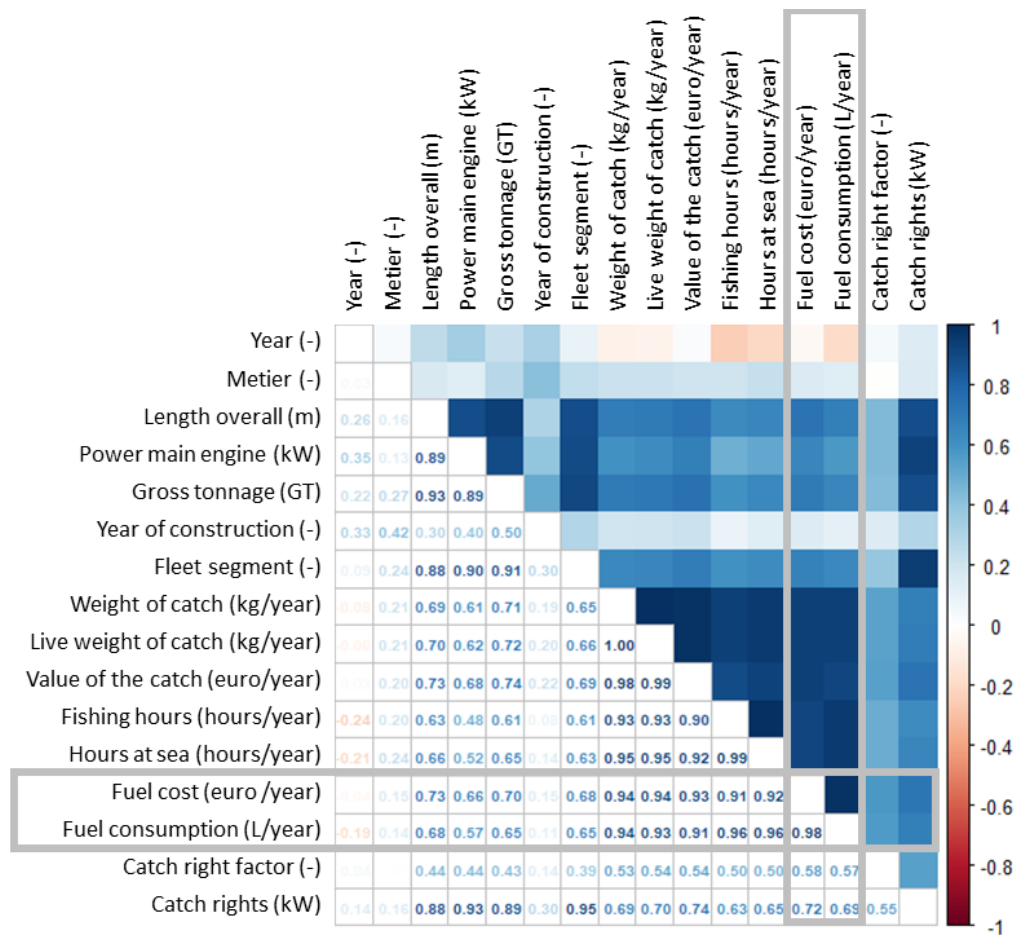 Year (-)
Metier (-)
Length overall (m)
Power main engine (kW)
Gross tonnage (GT)
Year of construction (-)
Fleet segment (-)
Weight of catch (kg/year)
Live weight of catch (kg/year)
Value of the catch (euro/year)
Fishing hours (hours/year)
Hours at sea (hours/year)
Fuel cost (euro/year)
Fuel consumption (L/year)
Catch right factor (-)
Catch rights (kW)
Year (-)
Metier (-) 0.03
Length overall (m) 0.26 0.16
Power main engine (kW) 0.35 0.13 0.89
Gross tonnage (GT) 0.22 0.27 0.93 0.89
Year of construction (-) 0.33 0.42 0.30 0.40 0.50
Fleet segment (-) 0.09 0.24 0.88 0.90 0.91 0.30
Weight of catch (kg/year) 0.21 0.69 0.61 0.71 0.19 0.65
Live weight of catch (kg/year) 0.21 0.70 0.62 0.72 0.20 0.66 1.00
Value of the catch (euro/year) 0.20 0.73 0.68 0.74 0.22 0.69 0.98 0.99
Fishing hours (hours/year) -0.24 0.20 0.63 0.48 0.61 0.08 0.61 0.93 0.93 0.90
Hours at sea (hours/year) -0.21 0.24 0.66 0.52 0.65 0.14 0.63 0.95 0.95 0.92 0.99
Fuel cost (euro /year) 0.15 0.73 0.66 0.70 0.15 0.68 0.94 0.94 0.93 0.91 0.92
Fuel consumption (L/year) -0.19 0.14 0.68 0.57 0.65 0.11 0.65 0.94 0.93 0.91 0.96 0.96 0.98
Catch right factor (-) 0.44 0.44 0.43 0.14 0.39 0.53 0.54 0.54 0.50 0.50 0.58 0.57
Catch rights (kW) 0.14 0.16 0.88 0.93 0.89 0.30 0.95 0.69 0.70 0.74 0.63 0.65 0.72 0.69 0.55
1
0.8
0.6
0.4
0.2
0
-0.2
-0.4
-0.6
-0.8
-1